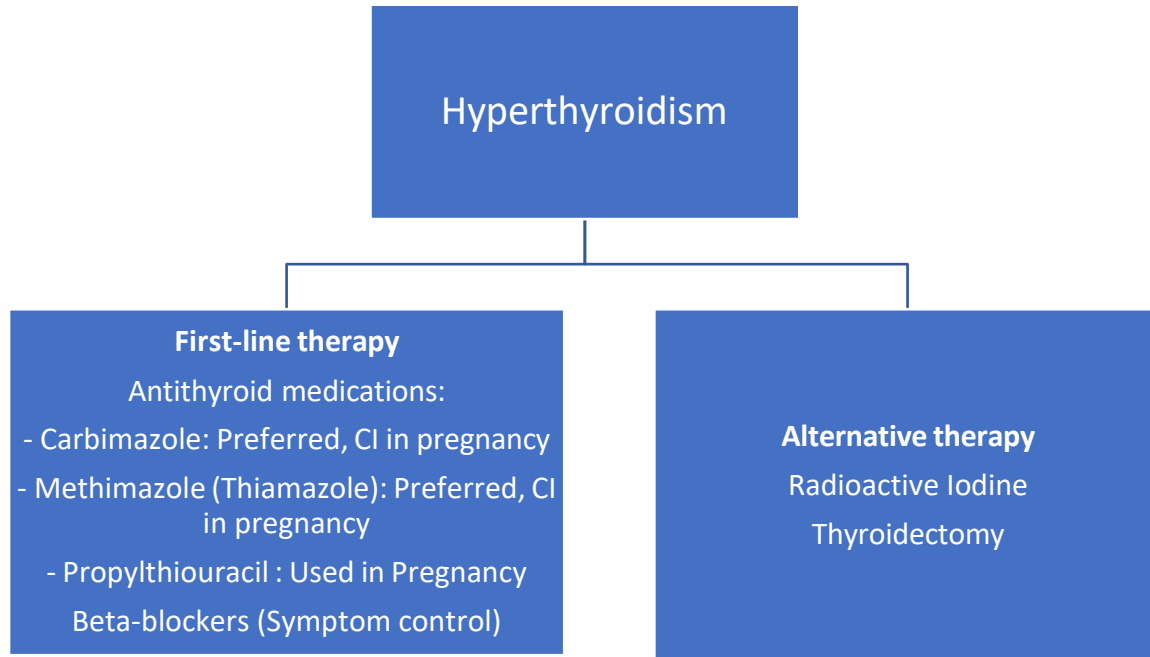 Hyperthyroidism
First-line therapy
Antithyroid medications:
- Carbimazole: Preferred, CI in pregnancy
- Methimazole (Thiamazole): Preferred, CI
in pregnancy
- Propylthiouracil : Used in Pregnancy
Beta-blockers (Symptom control)
Alternative therapy
Radioactive Iodine
Thyroidectomy